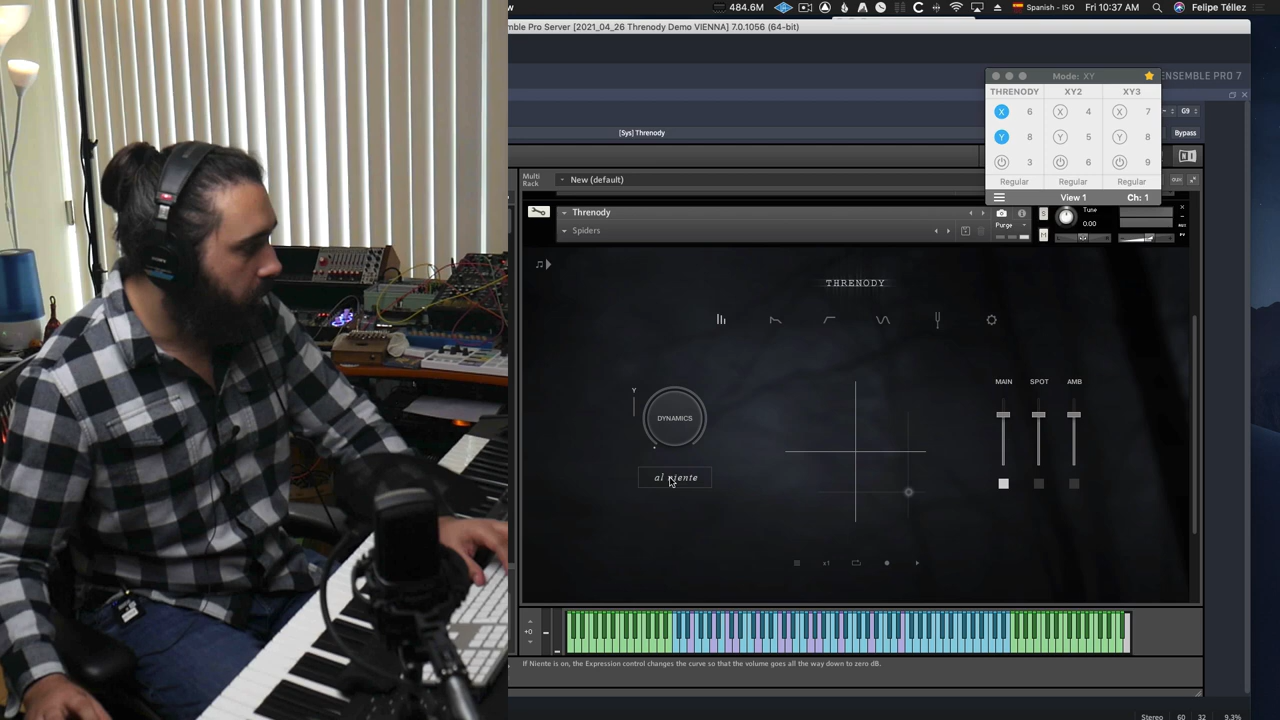 w
484.6M
Spanish - ISO
Fri 10:37 AM
Felipe Téllez
mble Pro Server [2021_04_26 Threnody Demo VIENNA] 7.0.1056 (64-bit)
ENSEMBLE PRO 7
Mode: XY
THRENODY XY2 XY3
X 6 X 4 X 7
Y 8 Y 5 Y 8
3 6 9
Regular Regular Regular
View 1 Ch: 1
G9
[Sys] Threnody
Bypass
Multi
Rack
New (default)
AUX
Threnody
Purge
S
Tune
0.00
Spiders
M
THRENODY
Y
DYNAMICS
al niente
MAIN SPOT AMB
x1
+0
If Niente is on, the Expression control changes the curve so that the volume goes all the way down to zero dB.
Stereo 60 32 9.3%